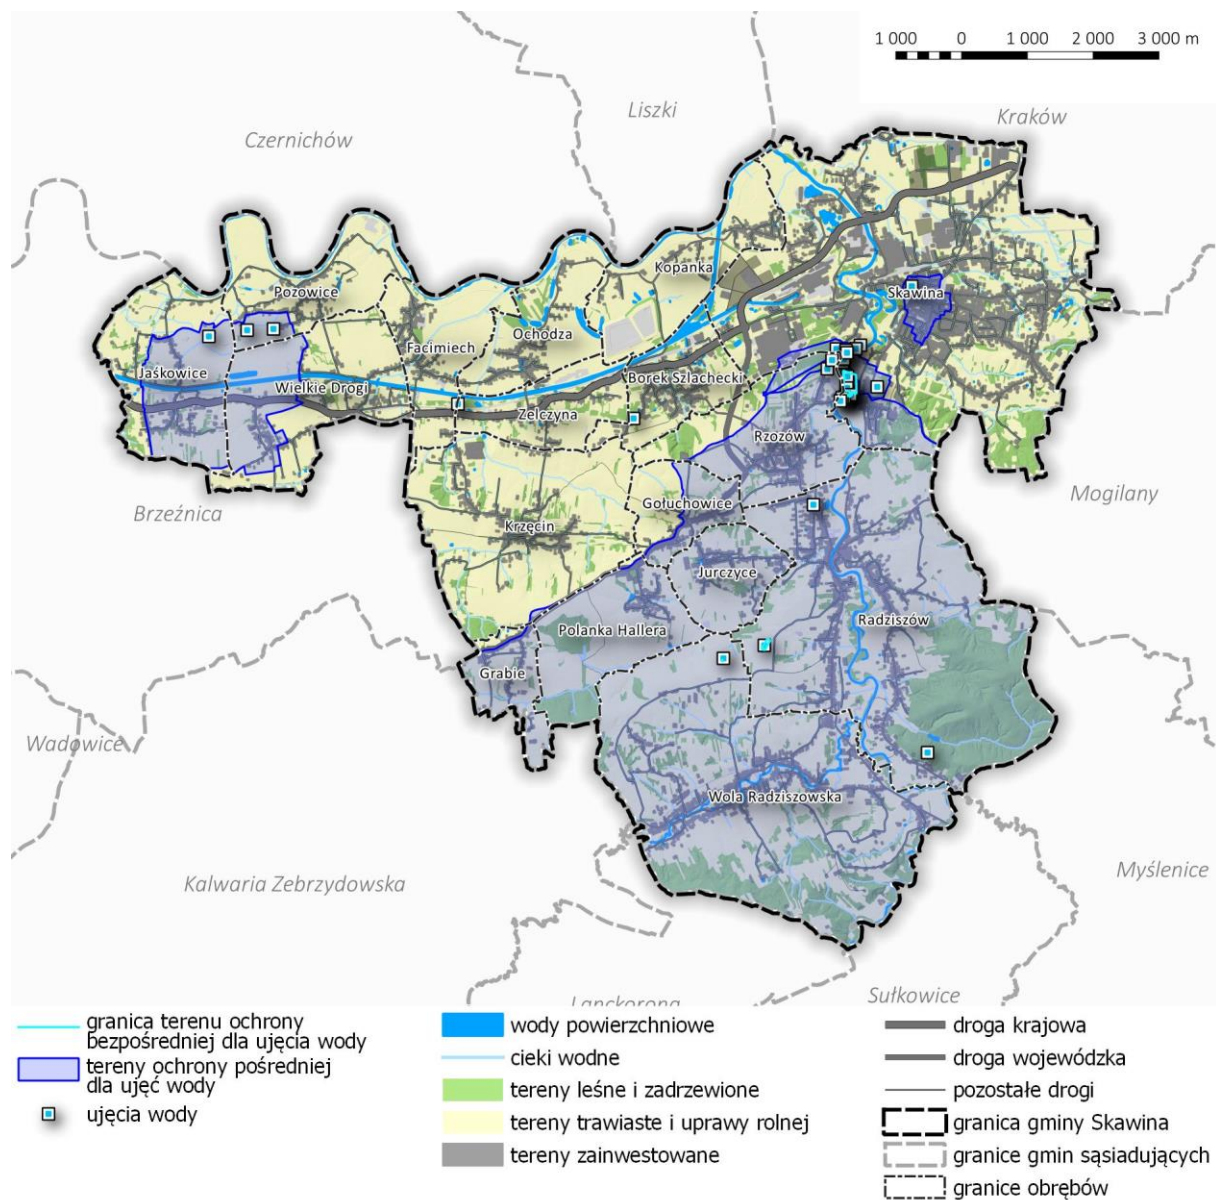 1 000 0 1 000 2 000 3 000 m
Liszki
Kraków
Czernichów
Kopanka
Pozowice
Skawina
Ochodza
Facimiech
Jaśkowice
Borek Szlachecki
Wielkie Drogi
Zelczyna
Rzozów
Mogilany
Brzeźnica
Gołuchowice
Krzęcin
Jurczyce
Radziszów
Polanka Hallera
Grabie
Wadowice
Wola Radziszowska
Myślenice
Kalwaria Zebrzydowska
Sułkowice
Lanckorona
granica terenu ochrony
bezpośredniej dla ujęcia wody
tereny ochrony pośredniej
dla ujęć wody
ujęcia wody
wody powierzchniowe
cieki wodne
tereny leśne i zadrzewione
tereny trawiaste i uprawy rolnej
tereny zainwestowane
droga krajowa
droga wojewódzka
pozostałe drogi
granica gminy Skawina
granice gmin sąsiadujących
granice obrębów